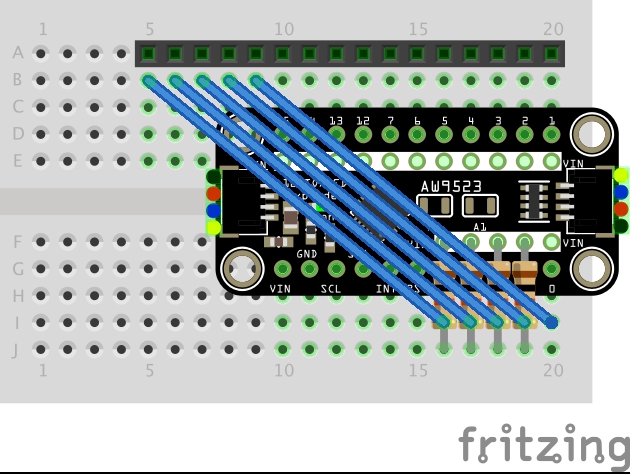 1 5 10 15 20
A
B
C
D
E
13 12 7 6 5 4 3 2 1
VIN
AW9523
A1
VIN
F
GND
G
VIN SCL INT 0
H
I
J
1 5 10 15 20
fritzing